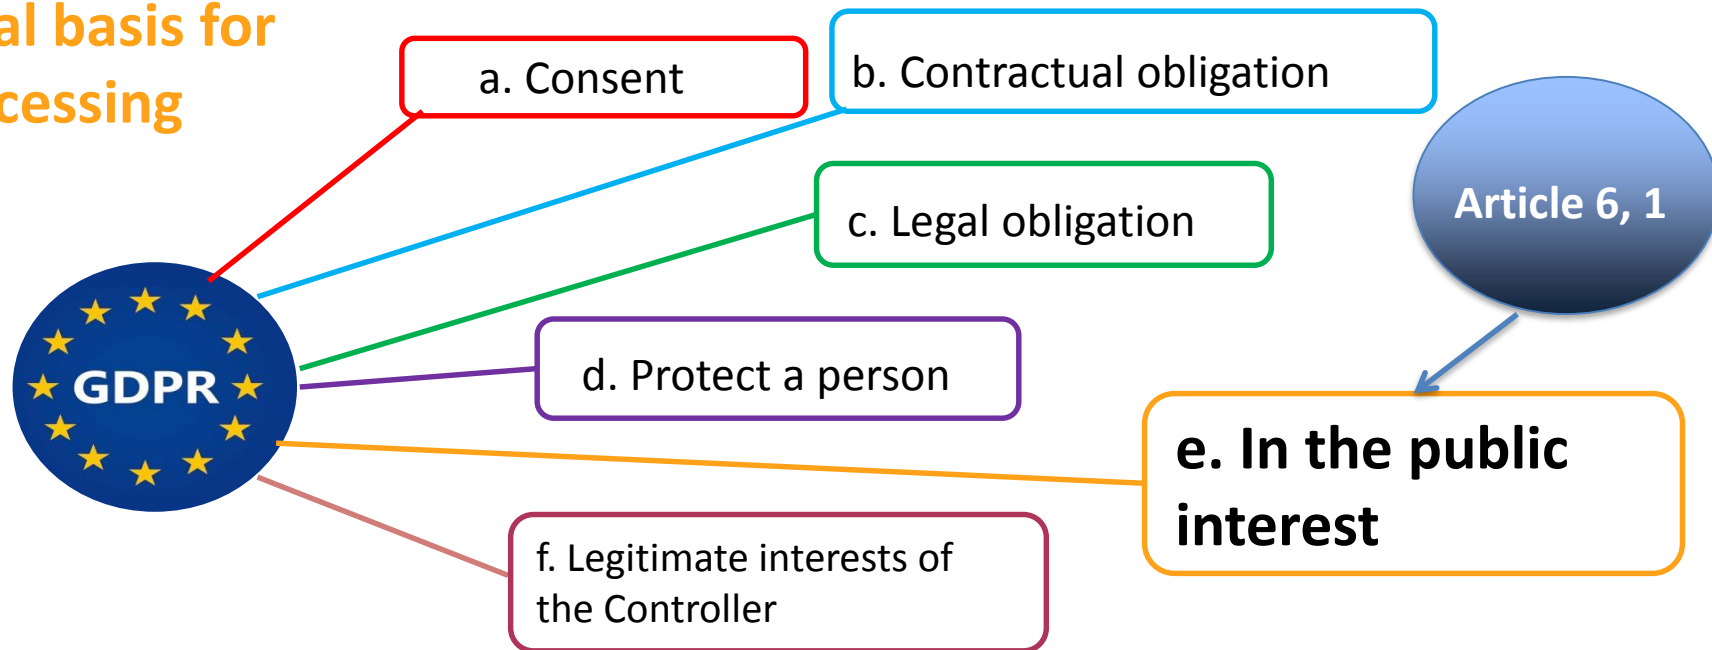 al basis for
cessing
a. Consent
b. Contractual obligation
Article 6, 1
c. Legal obligation
GDPR
d. Protect a person
e. In the public
interest
f. Legitimate interests of
the Controller